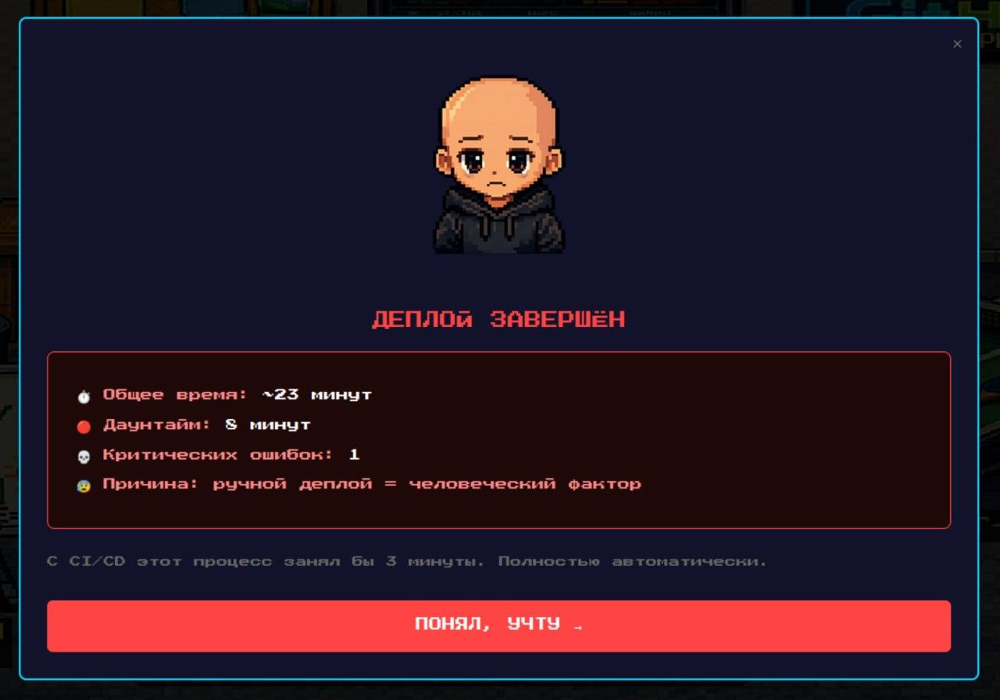 ×
ДЕПЛОЙ ЗАВЕРШЁН
Общее время: ~23 минут
Даунтайм: 8 минут
Критических ошибок: 1
Причина: ручной деплой = человеческий фактор
С CI/CD этот процесс занял бы 3 минуты. Полностью автоматически.
ПОНЯЛ, УЧТУ →